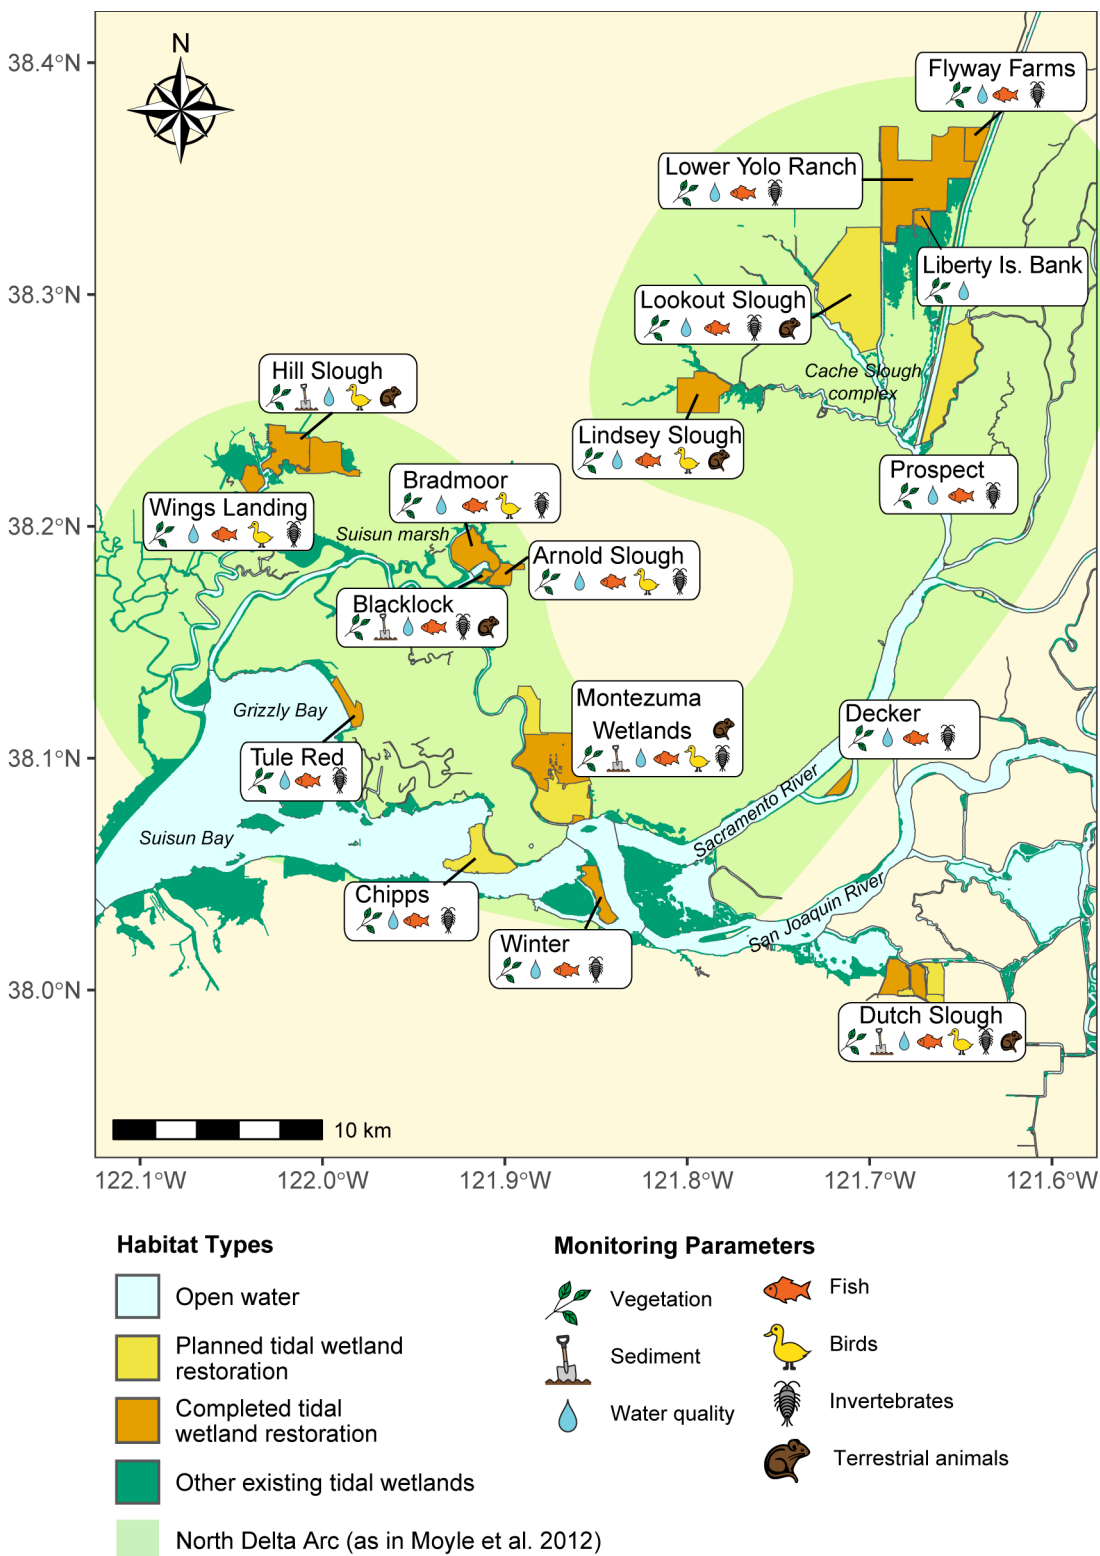 N
38.4°N
38.3°N
38.2°N
38.1°N
38.0°N
Flyway Farms
Lower Yolo Ranch
Liberty Is. Bank
Lookout Slough
Cache Slough
complex
Hill Slough
Lindsey Slough
Prospect
Bradmoor
Wings Landing
Suisun marsh
Arnold Slough
Blacklock
Grizzly Bay
Montezuma
Wetlands
Decker
Tule Red
Suisun Bay
Sacramento River
Chipps
San Joaquin River
Winter
Dutch Slough
10 km
122.1°W
122.0°W
121.9°W
121.8°W
121.7°W
121.6°W
Habitat Types
Open water
Planned tidal wetland
restoration
Completed tidal
wetland restoration
Other existing tidal wetlands
North Delta Arc (as in Moyle et al. 2012)
Monitoring Parameters
Vegetation
Sediment
Water quality
Fish
Birds
Invertebrates
Terrestrial animals